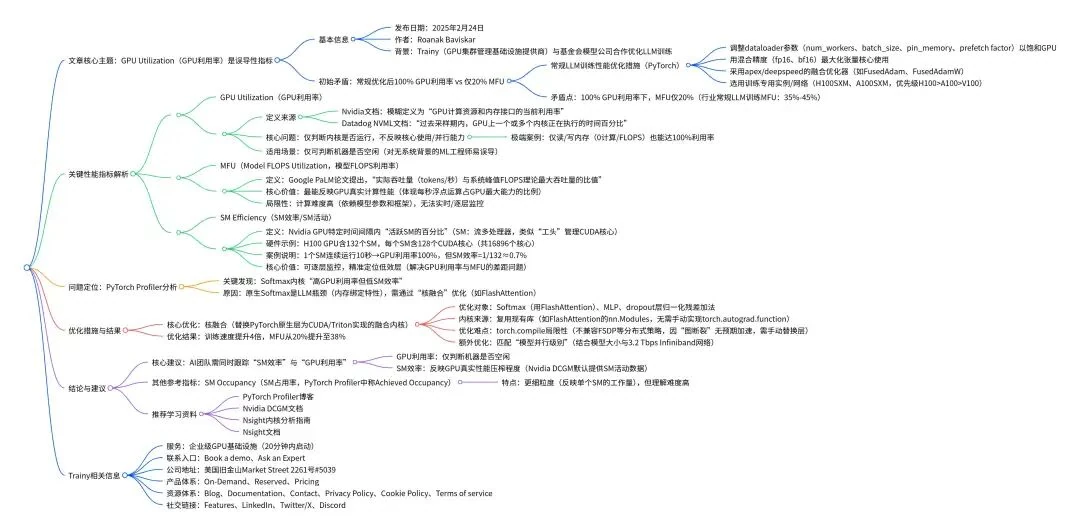 文章核心主题：GPU Utilization（GPU利用率）是误导性指标
基本信息
发布日期：2025年2月24日
作者：Roanak Baviskar
背景：Trainy（GPU集群管理基础设施提供商）与基金会模型公司合作优化LLM训练
初始矛盾：常规优化后100% GPU利用率 vs 仅20% MFU
常规LLM训练性能优化措施（PyTorch）
调整dataloader参数（num_workers、batch_size、pin_memory、prefetch factor）以饱和GPU
用混合精度（fp16、bf16）最大化张量核心使用
采用apex/deepspeed的融合优化器（如FusedAdam、FusedAdamW）
选用训练专用实例/网络（H100SXM、A100SXM，优先级H100>A100>V100）
矛盾点：100% GPU利用率下，MFU仅20%（行业常规LLM训练MFU：35%-45%）
关键性能指标解析
GPU Utilization（GPU利用率）
定义来源
Nvidia文档：模糊定义为“GPU计算资源和内存接口的当前利用率”
Datadog NVML文档：“过去采样期内，GPU上一个或多个内核正在执行的时间百分比”
核心问题：仅判断内核是否运行，不反映核心使用/并行能力
极端案例：仅读/写内存（0计算/FLOPS）也能达100%利用率
适用场景：仅可判断机器是否空闲（对无系统背景的ML工程师易误导）
MFU（Model FLOPS Utilization，模型FLOPS利用率）
定义：Google PaLM论文提出，“实际吞吐量（tokens/秒）与系统峰值FLOPS理论最大吞吐量的比值”
核心价值：最能反映GPU真实计算性能（体现每秒浮点运算占GPU最大能力的比例）
局限性：计算难度高（依赖模型参数和框架），无法实时/逐层监控
SM Efficiency（SM效率/SM活动）
定义：Nvidia GPU特定时间间隔内“活跃SM的百分比”（SM：流多处理器，类似“工头”管理CUDA核心）
硬件示例：H100 GPU含132个SM，每个SM含128个CUDA核心（共16896个核心）
案例说明：1个SM连续运行10秒→GPU利用率100%，但SM效率=1/132≈0.7%
核心价值：可逐层监控，精准定位低效层（解决GPU利用率与MFU的差距问题）
问题定位：PyTorch Profiler分析
关键发现：Softmax内核“高GPU利用率但低SM效率”
原因：原生Softmax是LLM瓶颈（内存绑定特性），需通过“核融合”优化（如FlashAttention）
优化措施与结果
核心优化：核融合（替换PyTorch原生层为CUDA/Triton实现的融合内核）
优化对象：Softmax（用FlashAttention）、MLP、dropout层归一化残差加法
内核来源：复用现有库（如FlashAttention的nn.Modules，无需手动实现torch.autograd.function）
优化难点：torch.compile局限性（不兼容FSDP等分布式策略，因“图断裂”无预期加速，需手动替换层）
额外优化：匹配“模型并行级别”（结合模型大小与3.2 Tbps Infiniband网络）
优化结果：训练速度提升4倍，MFU从20%提升至38%
结论与建议
核心建议：AI团队需同时跟踪“SM效率”与“GPU利用率”
GPU利用率：仅判断机器是否空闲
SM效率：反映GPU真实性能压榨程度（Nvidia DCGM默认提供SM活动数据）
其他参考指标：SM Occupancy（SM占用率，PyTorch Profiler中称Achieved Occupancy）
特点：更细粒度（反映单个SM的工作量），但理解难度高
推荐学习资料
PyTorch Profiler博客
Nvidia DCGM文档
Nsight内核分析指南
Nsight文档
Trainy相关信息
服务：企业级GPU基础设施（20分钟内启动）
联系入口：Book a demo、Ask an Expert
公司地址：美国旧金山Market Street 2261号#5039
产品体系：On-Demand、Reserved、Pricing
资源体系：Blog、Documentation、Contact、Privacy Policy、Cookie Policy、Terms of service
社交链接：Features、LinkedIn、Twitter/X、Discord